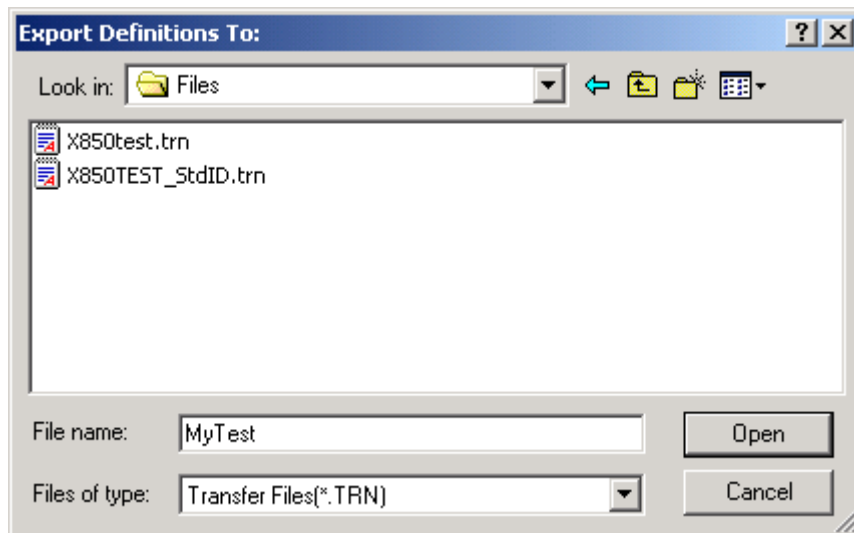 Export Definitions To:
Look in: Files
X850test.trn
X850TEST_StdID.trn
File name: MyTest Open
Files of type: Transfer Files(*.TRN) Cancel